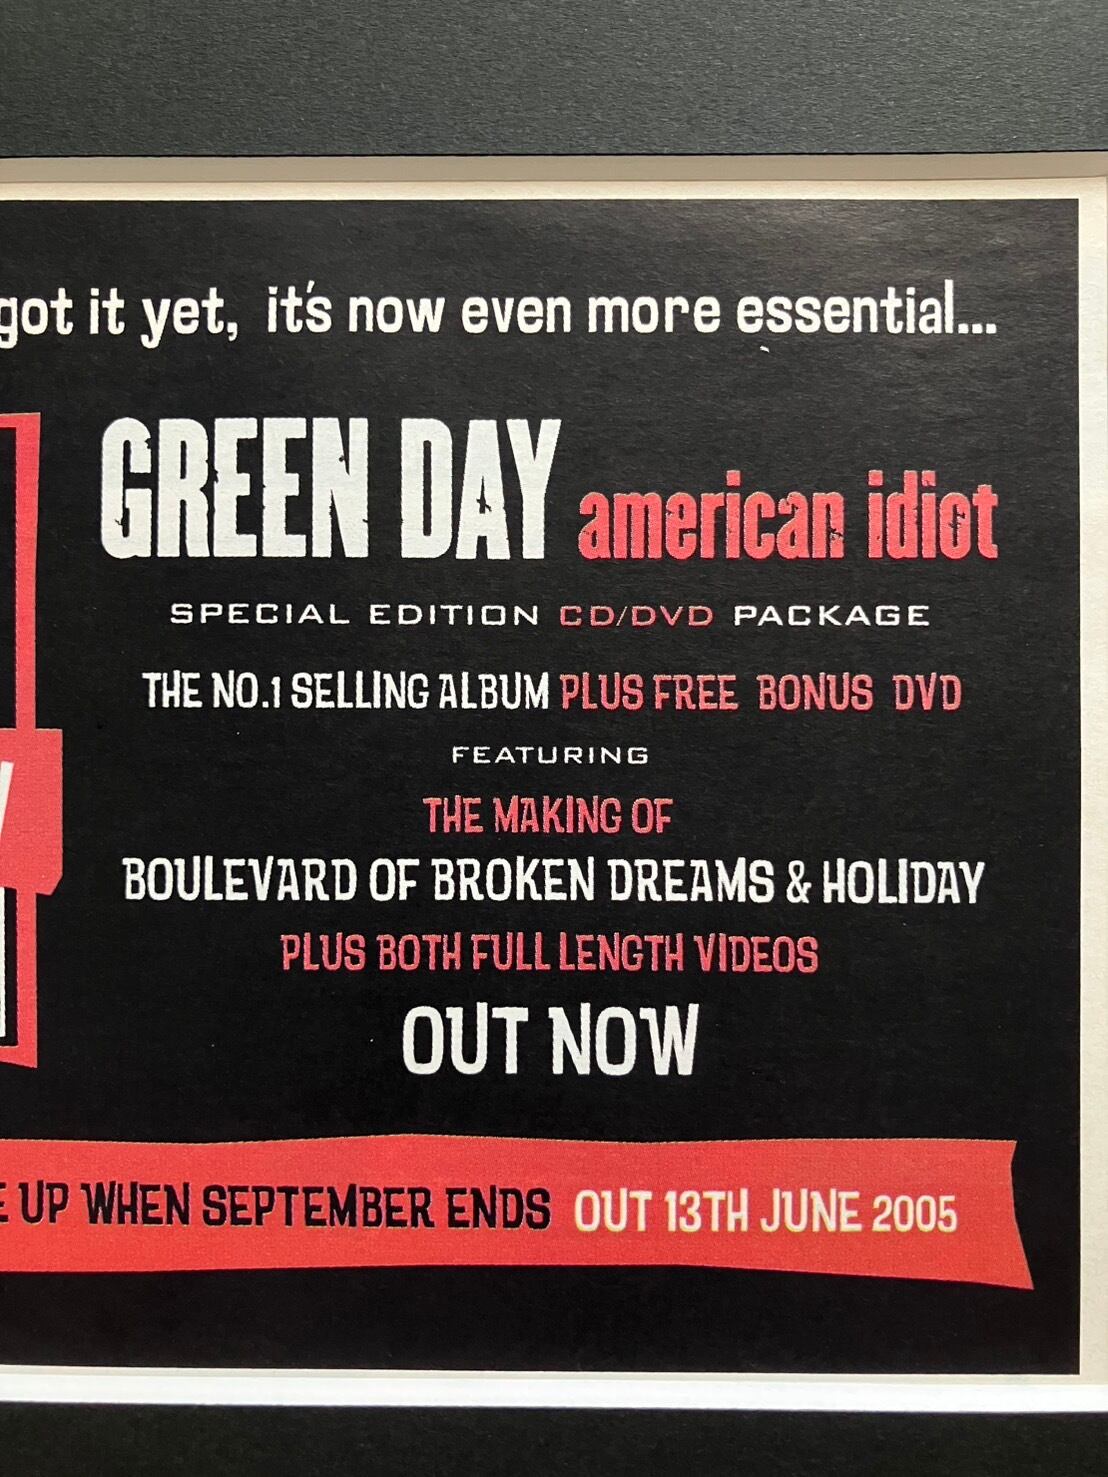 got it yet, it's now even more essential...
GREEN DAY american idiot
SPECIAL EDITION CD/DVD PACKAGE
THE NO.1 SELLING ALBUM PLUS FREE BONUS DVD
FEATURING
THE MAKING OF
BOULEVARD OF BROKEN DREAMS & HOLIDAY
PLUS BOTH FULL LENGTH VIDEOS
OUT NOW
E UP WHEN SEPTEMBER ENDS OUT 13TH JUNE 2005